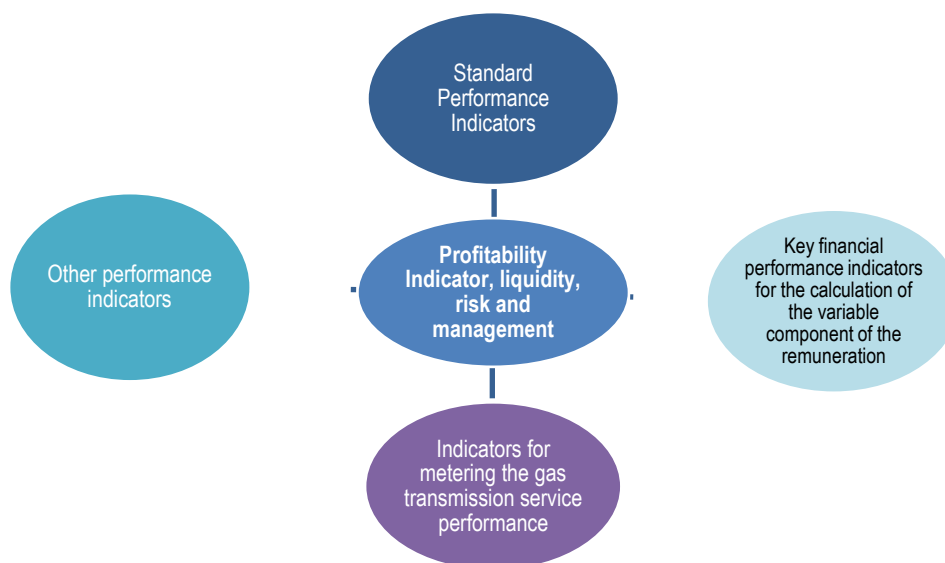 Standard
Performance
Indicators
Other performance
indicators
Profitability
Indicator, liquidity,
risk and
management
Key financial
performance indicators
for the calculation of
the variable
component of the
remuneration
Indicators for
metering the gas
transmission service
performance